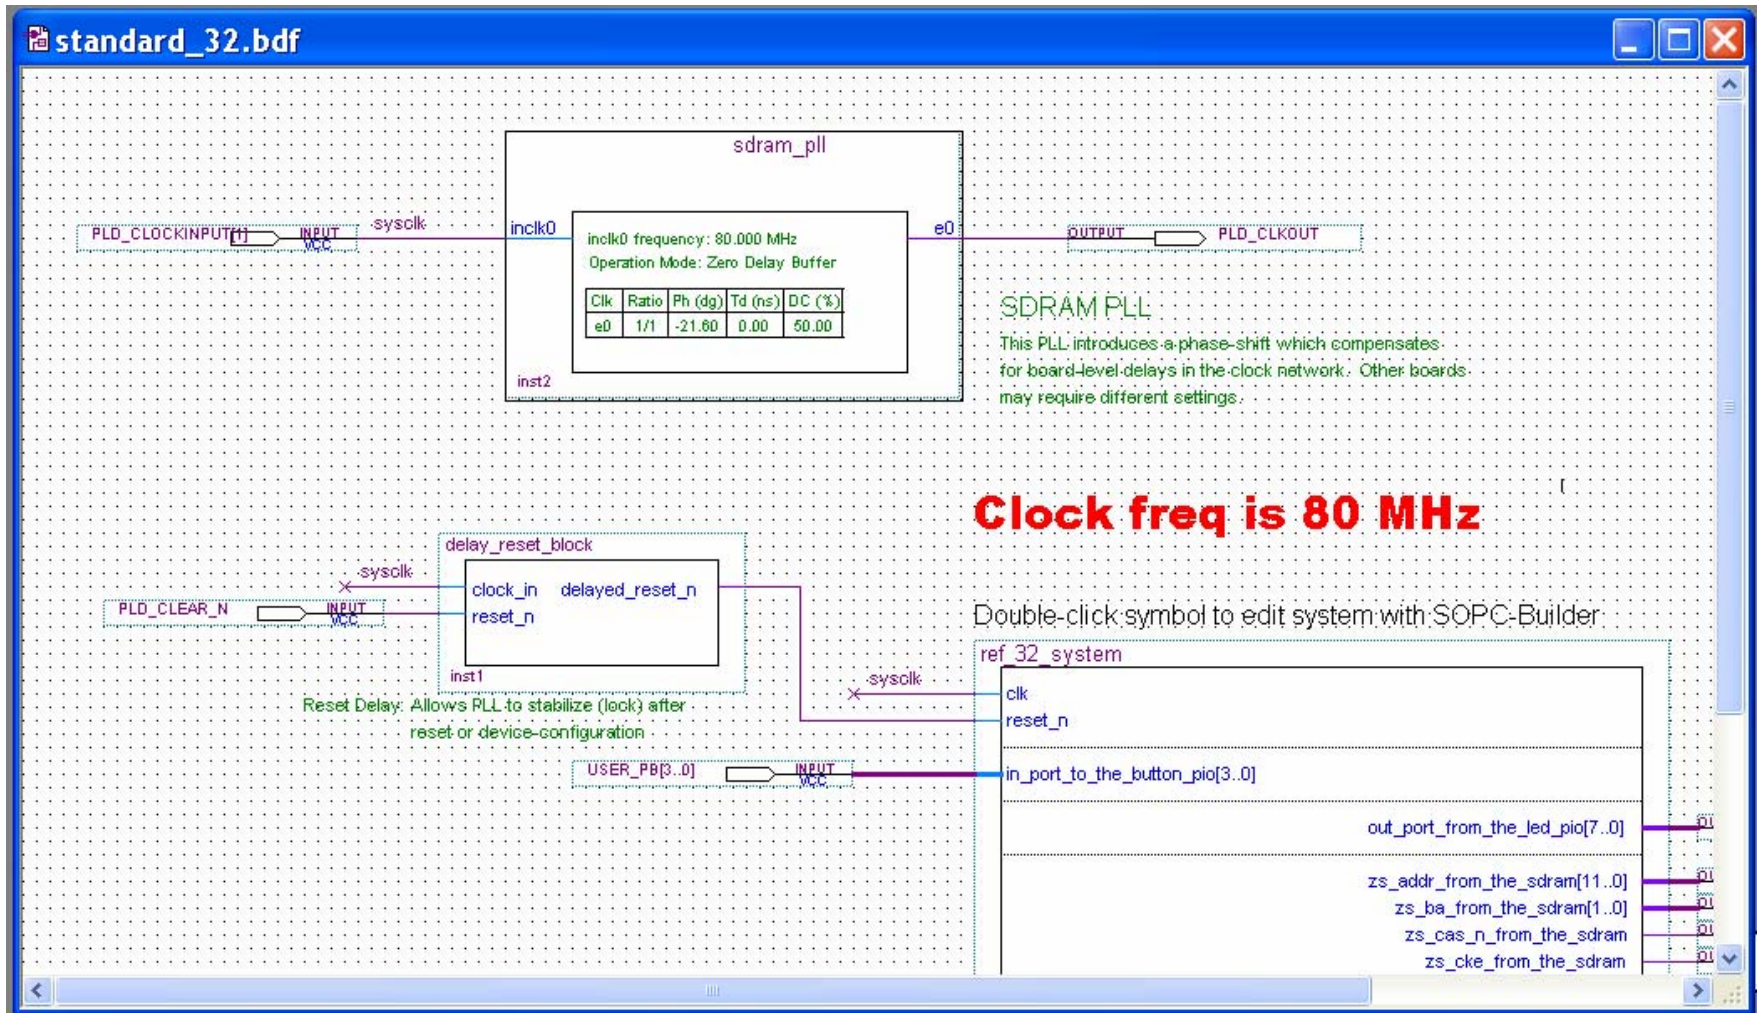 standard_32.bdf
sdram_pll
PLD_CLOCKINPUT[1] INPUT VCC sysclk inclk0 e0 OUTPUT PLD_CLKOUT
inclk0 frequency: 80.000 MHz
Operation Mode: Zero Delay Buffer
Clk Ratio Ph (dg) Td (ns) DC (%)
e0 1/1 -21.60 0.00 50.00
inst2
SDRAM PLL
This PLL introduces a phase-shift which compensates
for board-level delays in the clock network. Other boards
may require different settings.
Clock freq is 80 MHz
delay_reset_block
sysclk clock_in delayed_reset_n
PLD_CLEAR_N INPUT VCC reset_n
inst1
Reset Delay: Allows PLL to stabilize (lock) after
reset or device-configuration
Double-click symbol to edit system with SOPC-Builder
ref_32_system
sysclk clk
reset_n
USER_PB[3..0] INPUT VCC in_port_to_the_button_pio[3..0]
out_port_from_the_led_pio[7..0]
zs_addr_from_the_sdram[11..0]
zs_ba_from_the_sdram[1..0]
zs_cas_n_from_the_sdram
zs_cke_from_the_sdram